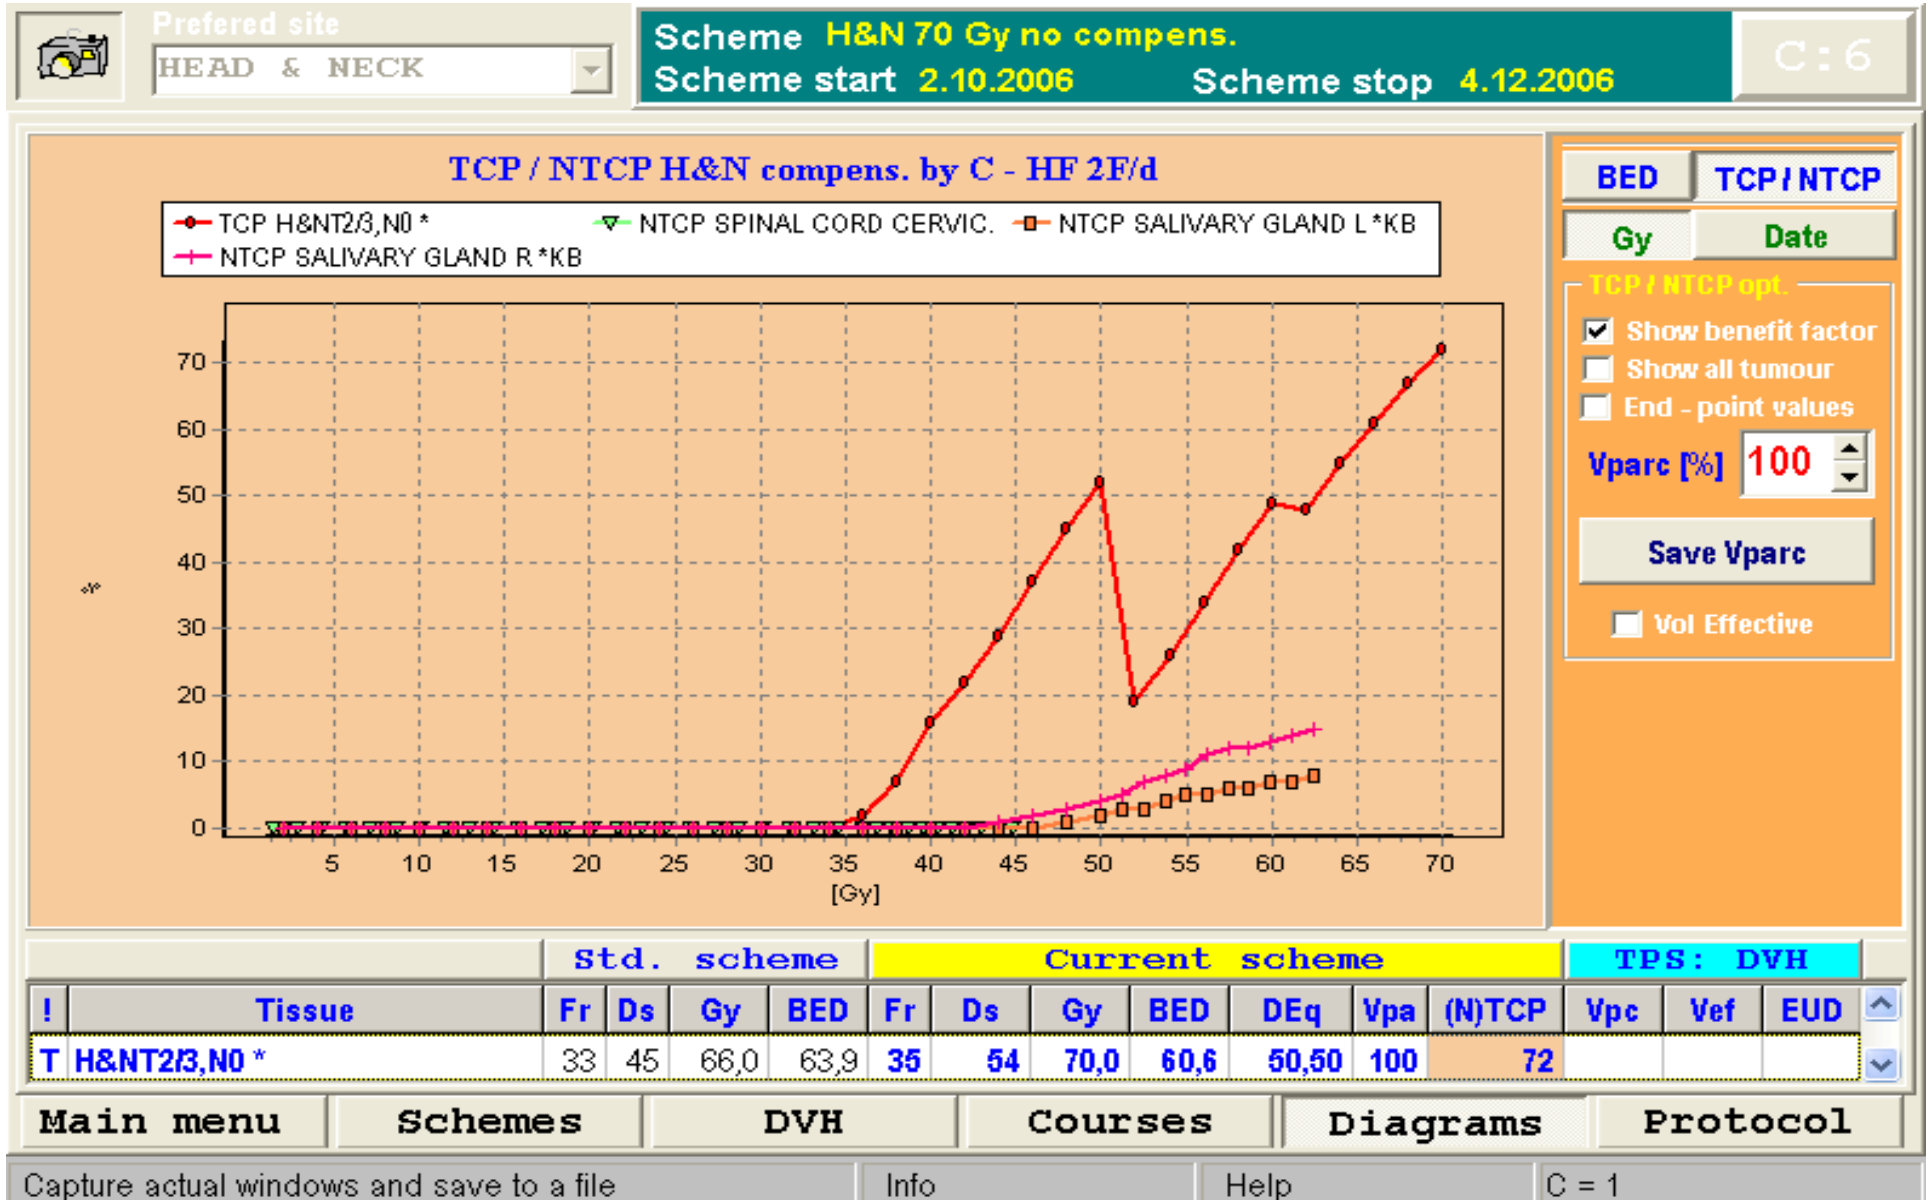 Prefered site
HEAD & NECK
Scheme H&N 70 Gy no compens.
Scheme start 2.10.2006 Scheme stop 4.12.2006
C:6
TCP / NTCP H&N compens. by C - HF 2F/d
TCP H&NT2/3,N0 * NTCP SPINAL CORD CERVIC. NTCP SALIVARY GLAND L *KB
NTCP SALIVARY GLAND R *KB
70
60
50
40
30
20
10
0
%
5 10 15 20 25 30 35 40 45 50 55 60 65 70
[Gy]
BED TCP / NTCP
Gy Date
TCP / NTCP opt.
Show benefit factor
Show all tumour
End - point values
Vparc [%] 100
Save Vparc
Vol Effective
Std. scheme Current scheme TPS: DVH
! Tissue Fr Ds Gy BED Fr Ds Gy BED DEq Vpa (N)TCP Vpc Vef EUD
T H&NT2/3,N0 * 33 45 66,0 63,9 35 54 70,0 60,6 50,50 100 72
Main menu Schemes DVH Courses Diagrams Protocol
Capture actual windows and save to a file Info Help C = 1